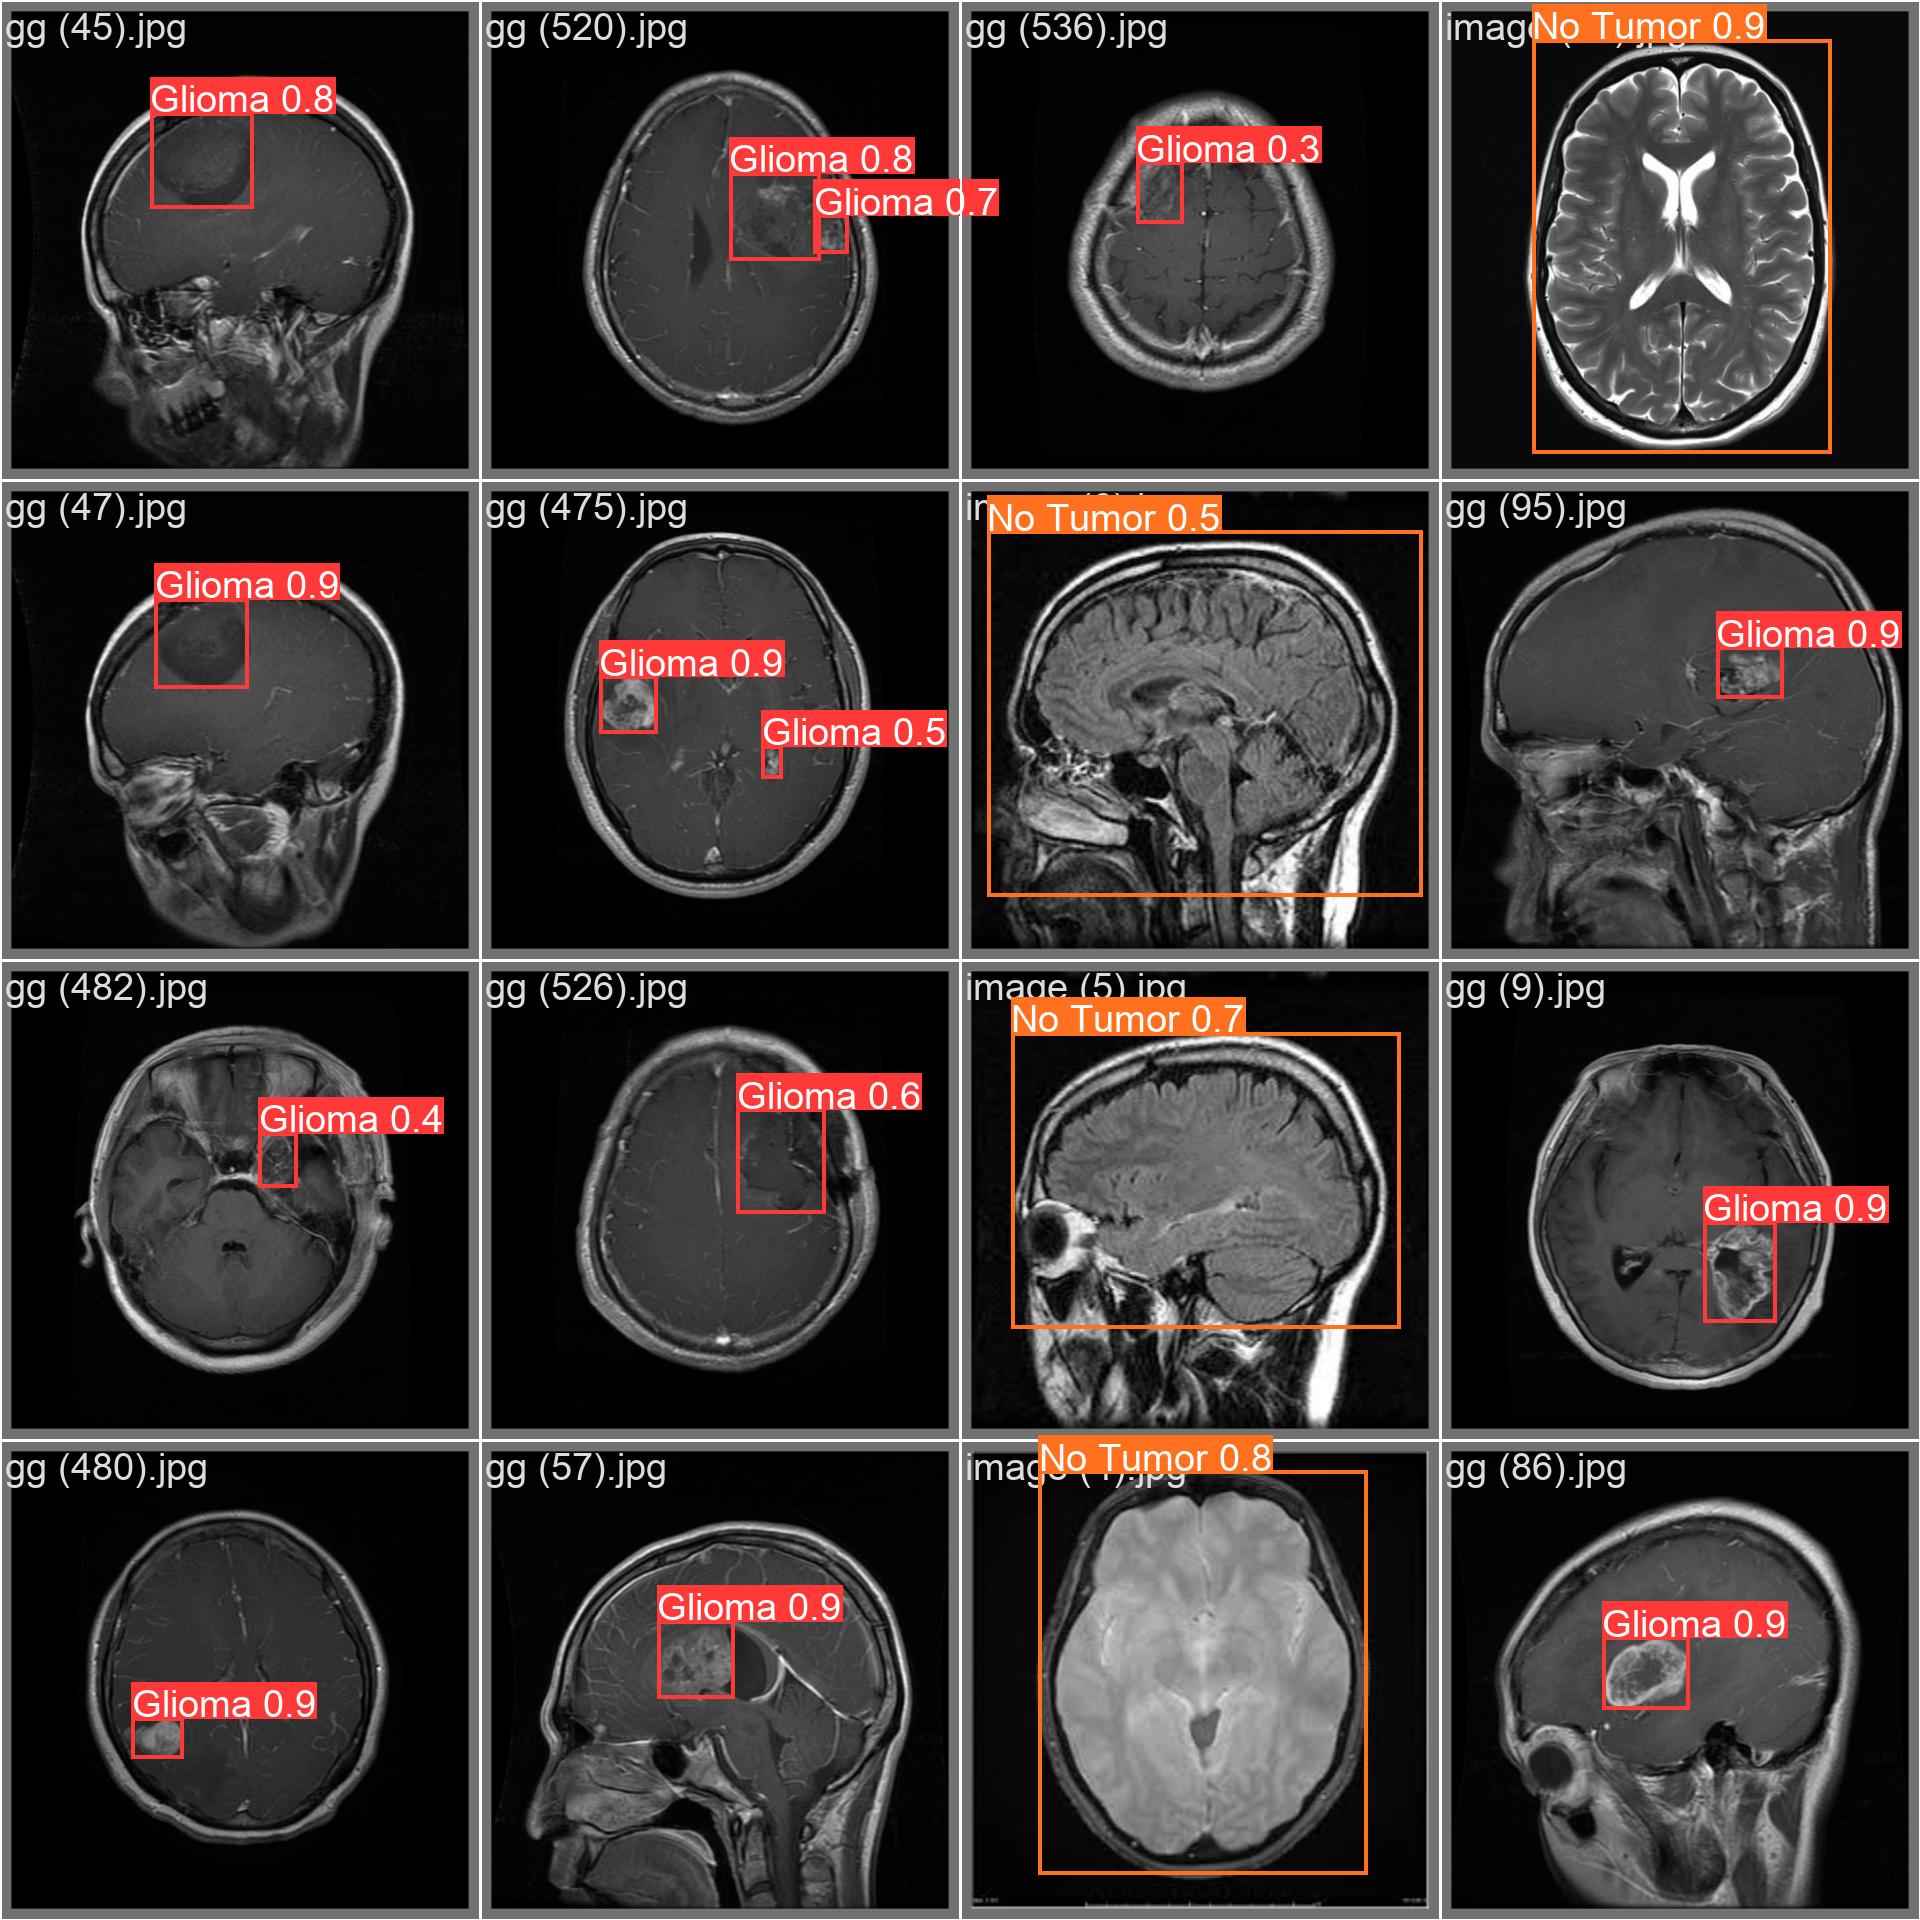 gg (45).jpg
Glioma 0.8
gg (520).jpg
Glioma 0.8
Glioma 0.7
gg (536).jpg
Glioma 0.3
No Tumor 0.9
gg (47).jpg
Glioma 0.9
gg (475).jpg
Glioma 0.9
Glioma 0.5
No Tumor 0.5
gg (95).jpg
Glioma 0.9
gg (482).jpg
Glioma 0.4
gg (526).jpg
Glioma 0.6
image (5).jpg
No Tumor 0.7
gg (9).jpg
Glioma 0.9
gg (480).jpg
Glioma 0.9
gg (57).jpg
Glioma 0.9
No Tumor 0.8
gg (86).jpg
Glioma 0.9